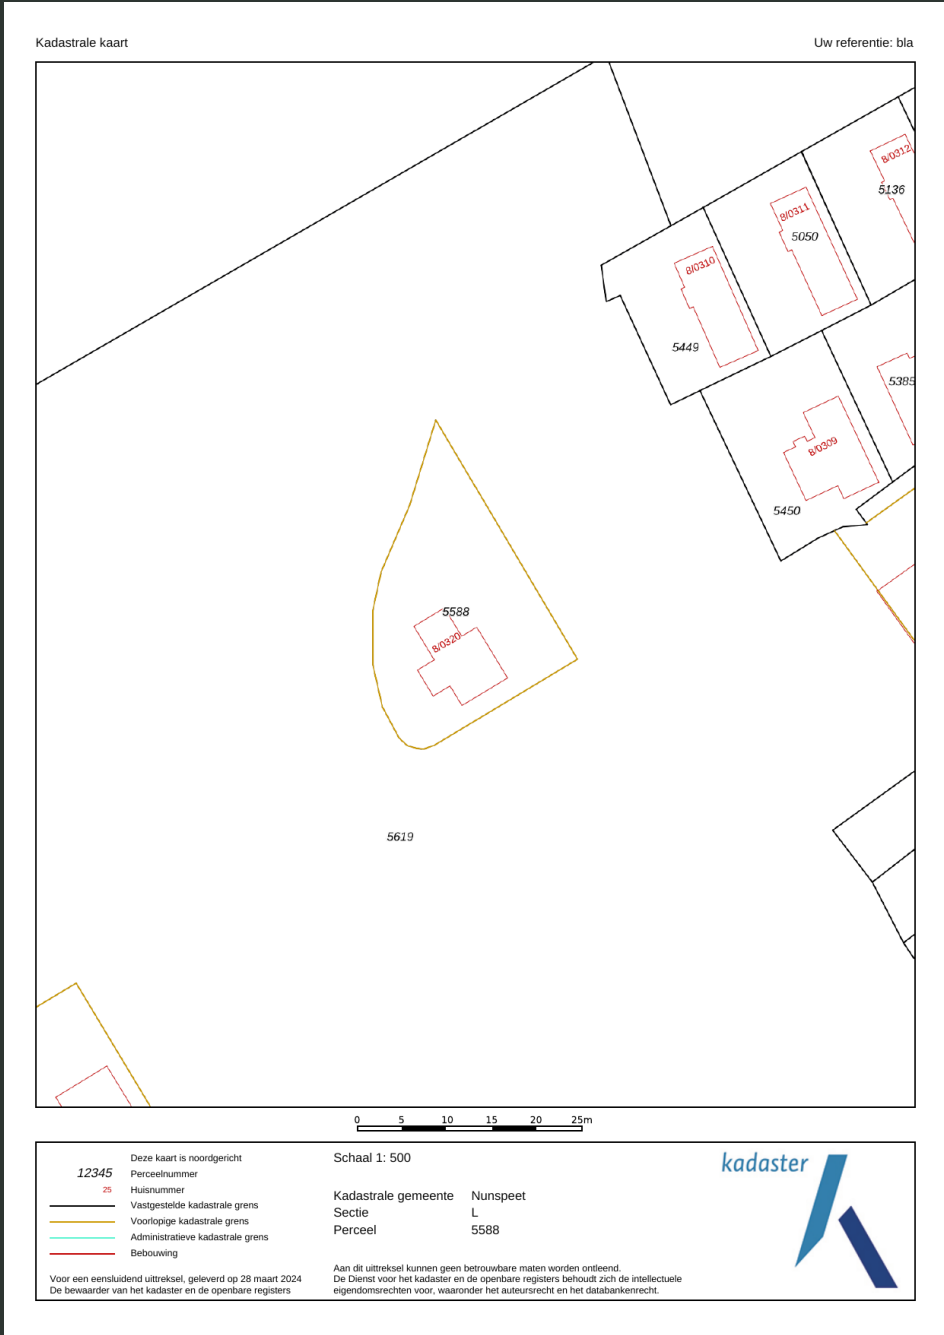 Kadastrale kaart
Uw referentie: bla
8/0312
5136
8/0311
5050
8/0310
5449
5385
8/0309
5450
5588
8/0320
5619
0 5 10 15 20 25m
Deze kaart is noordgericht
12345 Perceelnummer
25 Huisnummer
Vastgestelde kadastrale grens
Voorlopige kadastrale grens
Administratieve kadastrale grens
Bebouwing
Voor een eensluidend uittreksel, geleverd op 28 maart 2024
De bewaarder van het kadaster en de openbare registers
Schaal 1: 500
Kadastrale gemeente Nunspeet
Sectie L
Perceel 5588
Aan dit uittreksel kunnen geen betrouwbare maten worden ontleend.
De Dienst voor het kadaster en de openbare registers behoudt zich de intellectuele
eigendomsrechten voor, waaronder het auteursrecht en het databankenrecht.
kadaster